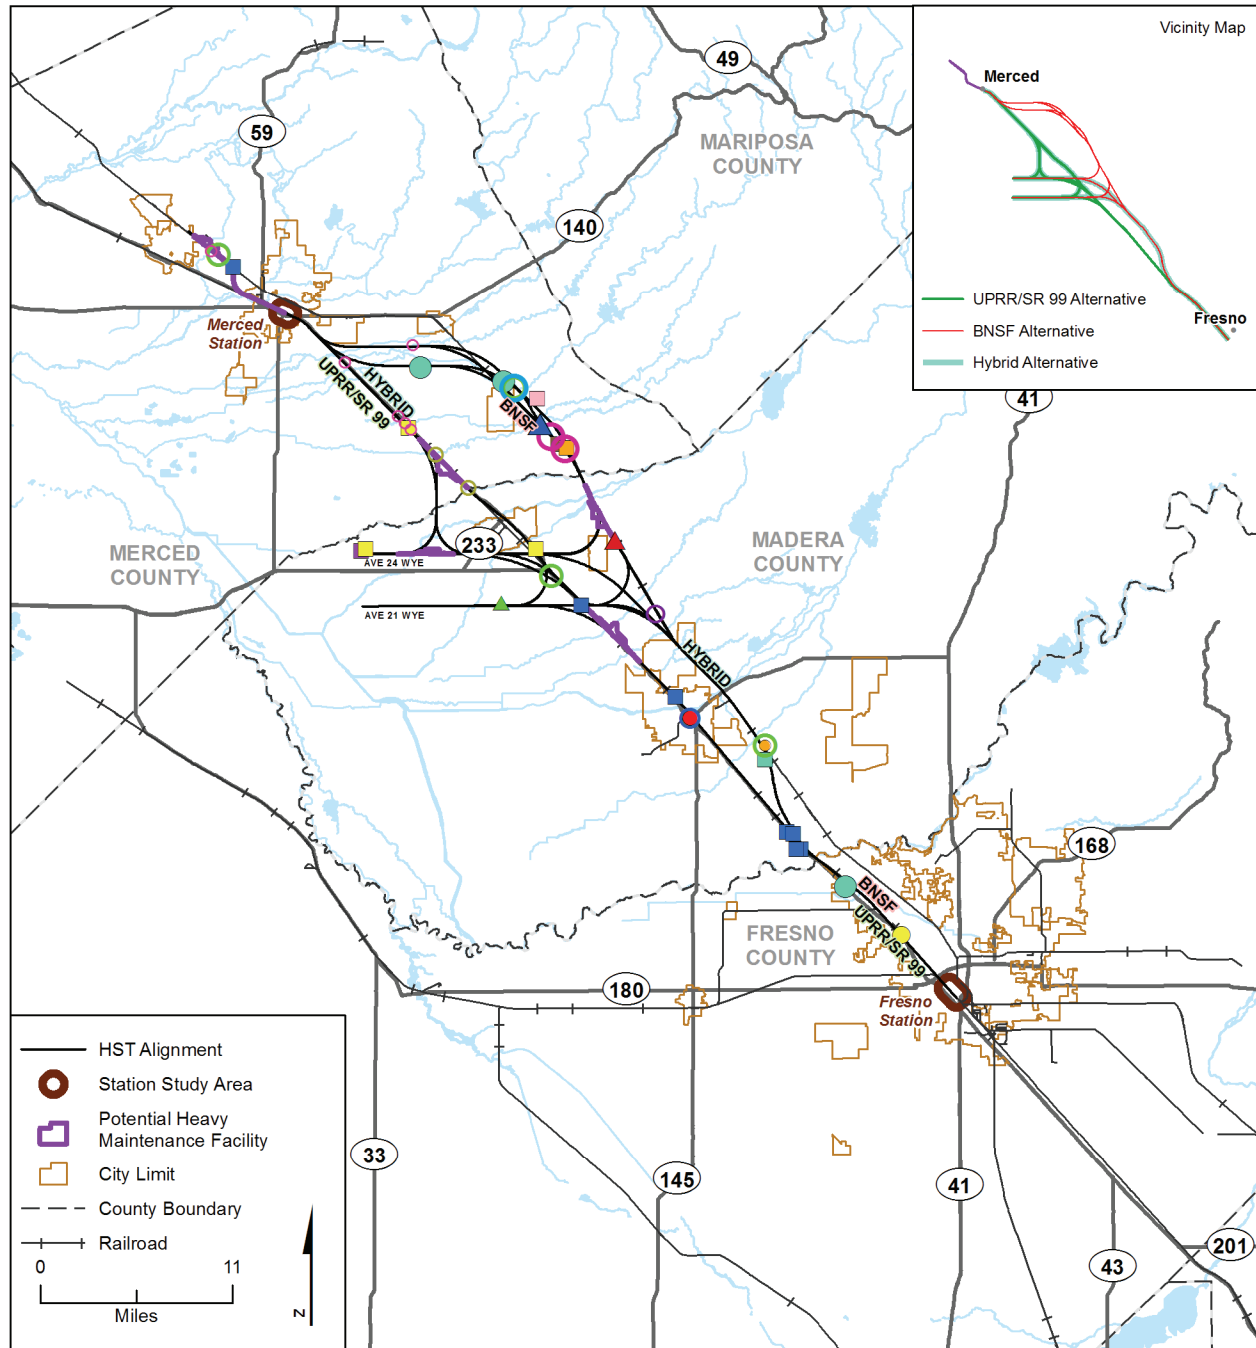 Vicinity Map
Merced
Fresno
UPRR/SR 99 Alternative
BNSF Alternative
Hybrid Alternative
49
59
MARIPOSA
COUNTY
140
Merced
Station
HYBRID
UPRR/SR 99
BNSF
41
MERCED
COUNTY
233
MADERA
COUNTY
AVE 24 WYE
AVE 21 WYE
HYBRID
168
BNSF
UPRR/SR 99
FRESNO
COUNTY
180
Fresno
Station
HST Alignment
Station Study Area
Potential Heavy
Maintenance Facility
City Limit
County Boundary
Railroad
0
11
Miles
N
33
145
41
43
201